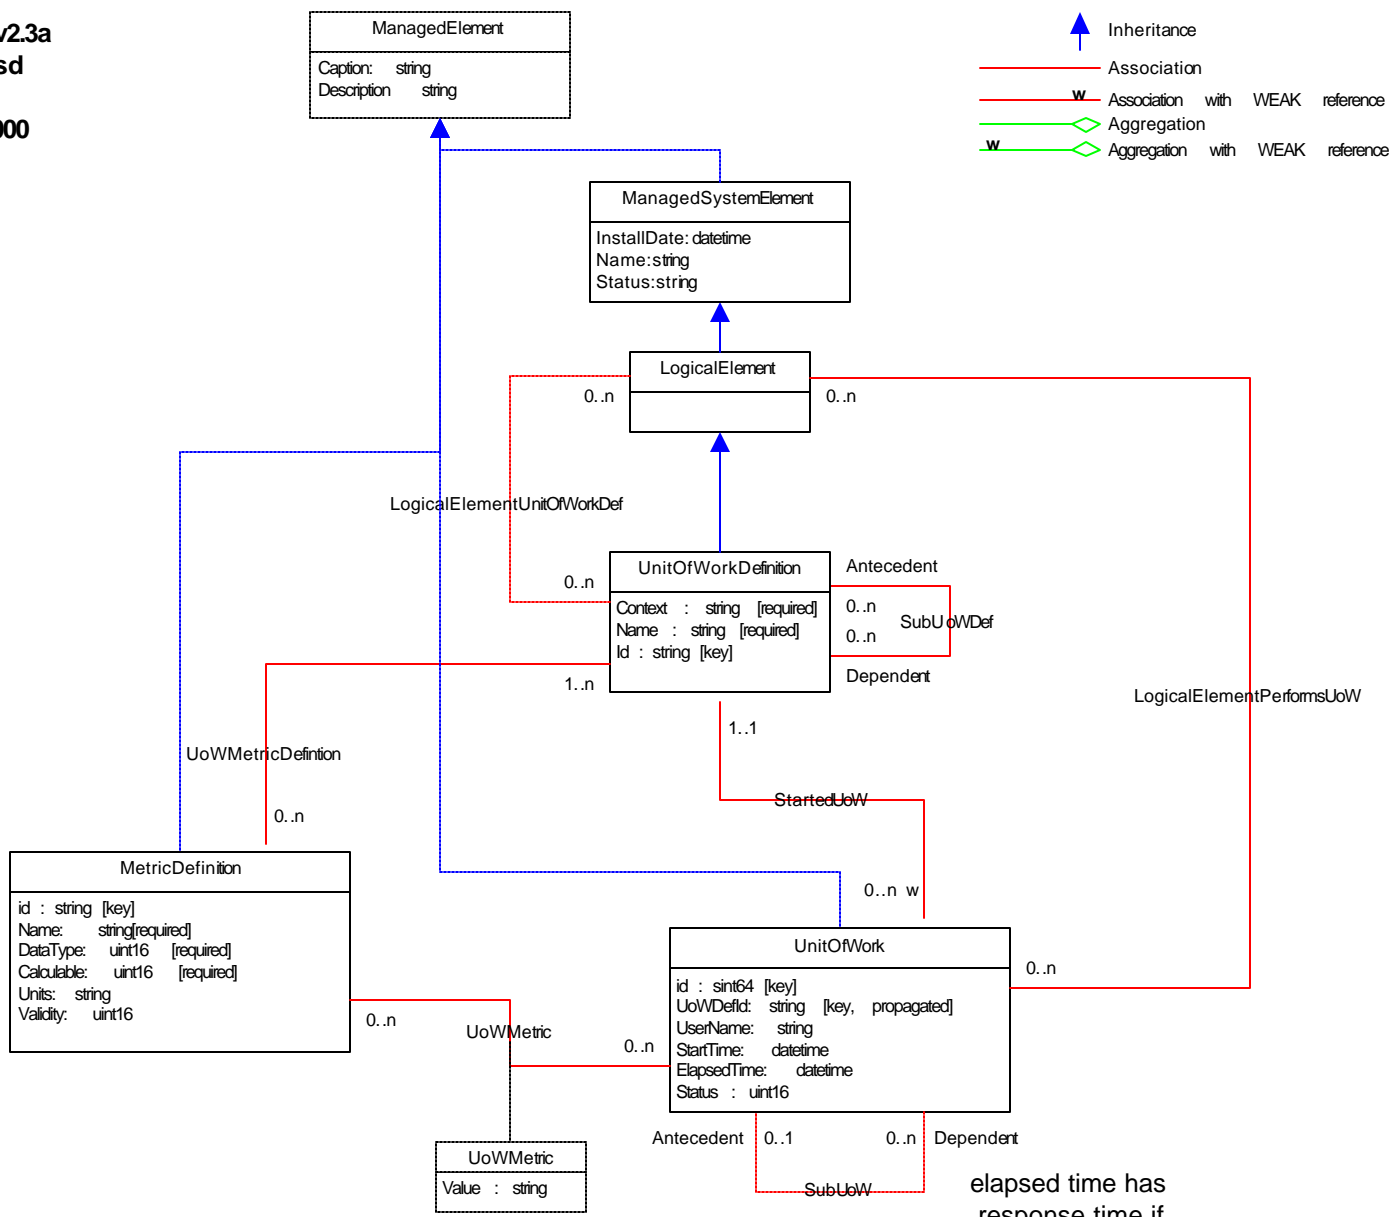 v2.3a
sd
000
ManagedElement
Caption: string
Description string
Inheritance
Association
w Association with WEAK reference
Aggregation
w Aggregation with WEAK reference
ManagedSystemElement
InstallDate: datetime
Name:string
Status:string
LogicalElement
0..n
0..n
LogicalElementUnitOfWorkDef
0..n
UnitOfWorkDefinition
Context : string [required]
Name : string [required]
Id : string [key]
Antecedent
0..n
SubUoWDef
0..n
Dependent
1..n
1..1
LogicalElementPerformsUoW
UoWMetricDefintion
StartedUoW
0..n
0..n w
MetricDefinition
id : string [key]
Name: string[required]
DataType: uint16 [required]
Calculable: uint16 [required]
Units: string
Validity: uint16
0..n
UoWMetric
0..n
UnitOfWork
id : sint64 [key]
UoWDefId: string [key, propagated]
UserName: string
StartTime: datetime
ElapsedTime: datetime
Status : uint16
0..n
Antecedent 0..1
0..n Dependent
SubUoW
UoWMetric
Value : string
elapsed time has
response time if